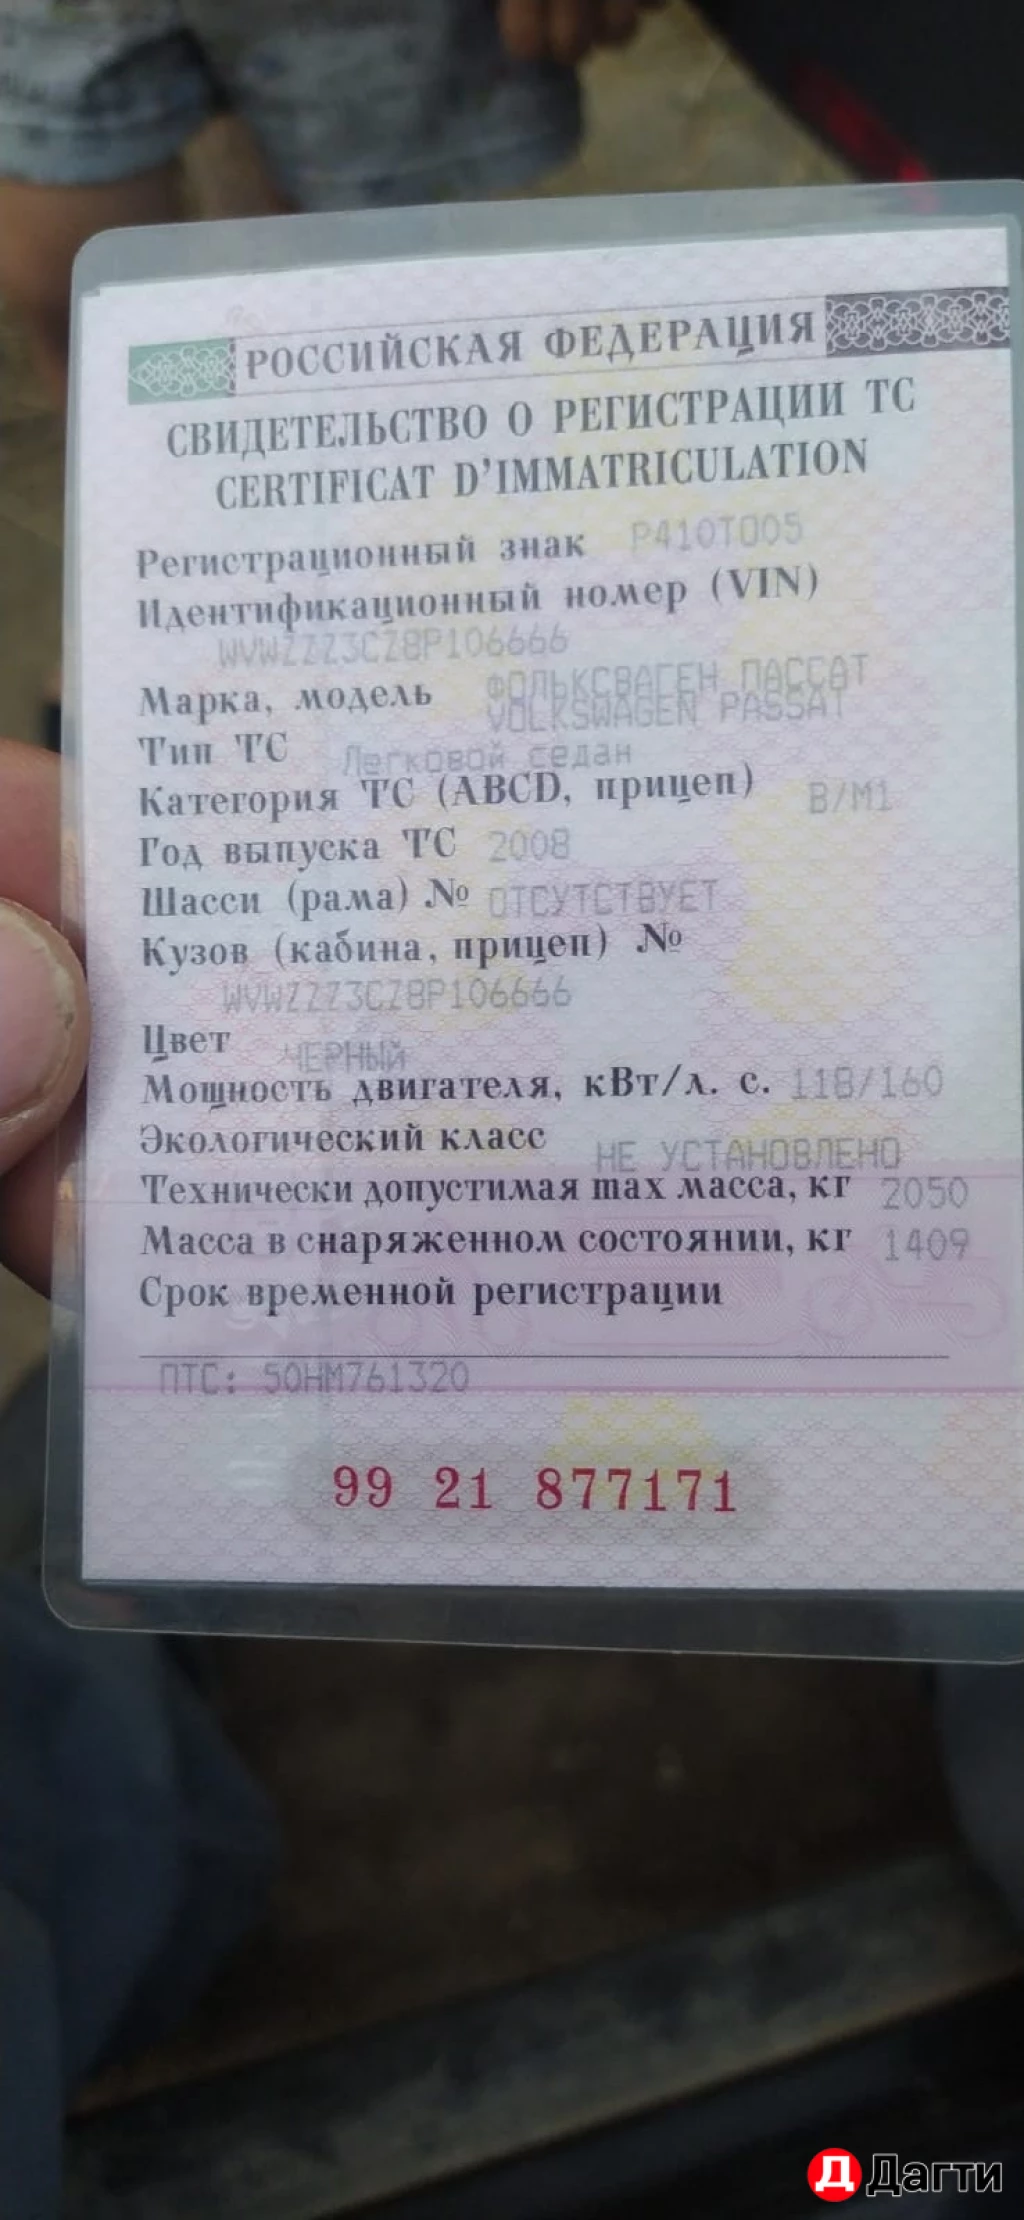 РОССИЙСКАЯ ФЕДЕРАЦИЯ
СВИДЕТЕЛЬСТВО О РЕГИСТРАЦИИ ТС
CERTIFICAT D'IMMATRICULATION
Регистрационный знак Р410ТО05
Идентификационный номер (VIN)
WVWZZZ3CZ8P106666
Марка, модель ФОЛЬКСВАГЕН ПАССАТ
VOLKSWAGEN PASSAT
Тип ТС Легковой седан
Категория ТС (ABCD, прицеп) B/M1
Год выпуска ТС 2008
Шасси (рама) № ОТСУТСТВУЕТ
Кузов (кабина, прицеп) №
WVWZZZ3CZ8P106666
Цвет ЧЕРНЫЙ
Мощность двигателя, кВт/л. с. 118/160
Экологический класс НЕ УСТАНОВЛЕНО
Технически допустимая max масса, кг 2050
Масса в снаряженном состоянии, кг 1409
Срок временной регистрации
ПТС: 50НМ761320
99 21 877171
Д Дагти